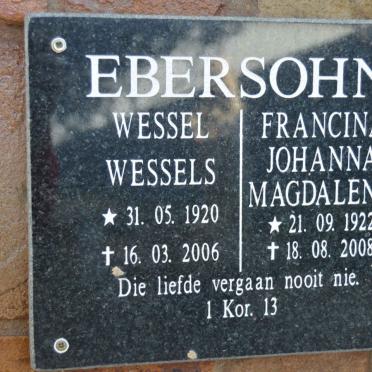 EBERSOHN
WESSEL
WESSELS
★ 31. 05. 1920
✝ 16. 03. 2006
FRANCINA
JOHANNA
MAGDALEN
★ 21. 09. 1922
✝ 18. 08. 2008
Die liefde vergaan nooit nie.
1 Kor. 13